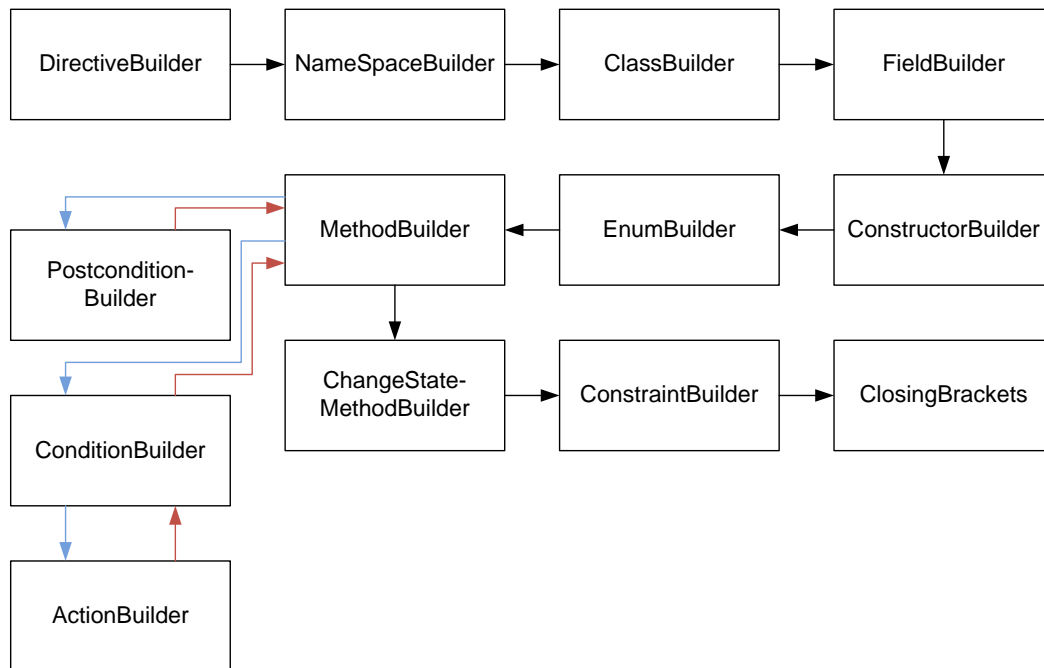 DirectiveBuilder
NameSpaceBuilder
ClassBuilder
FieldBuilder
MethodBuilder
EnumBuilder
ConstructorBuilder
Postcondition-
Builder
ChangeState-
MethodBuilder
ConstraintBuilder
ClosingBrackets
ConditionBuilder
ActionBuilder